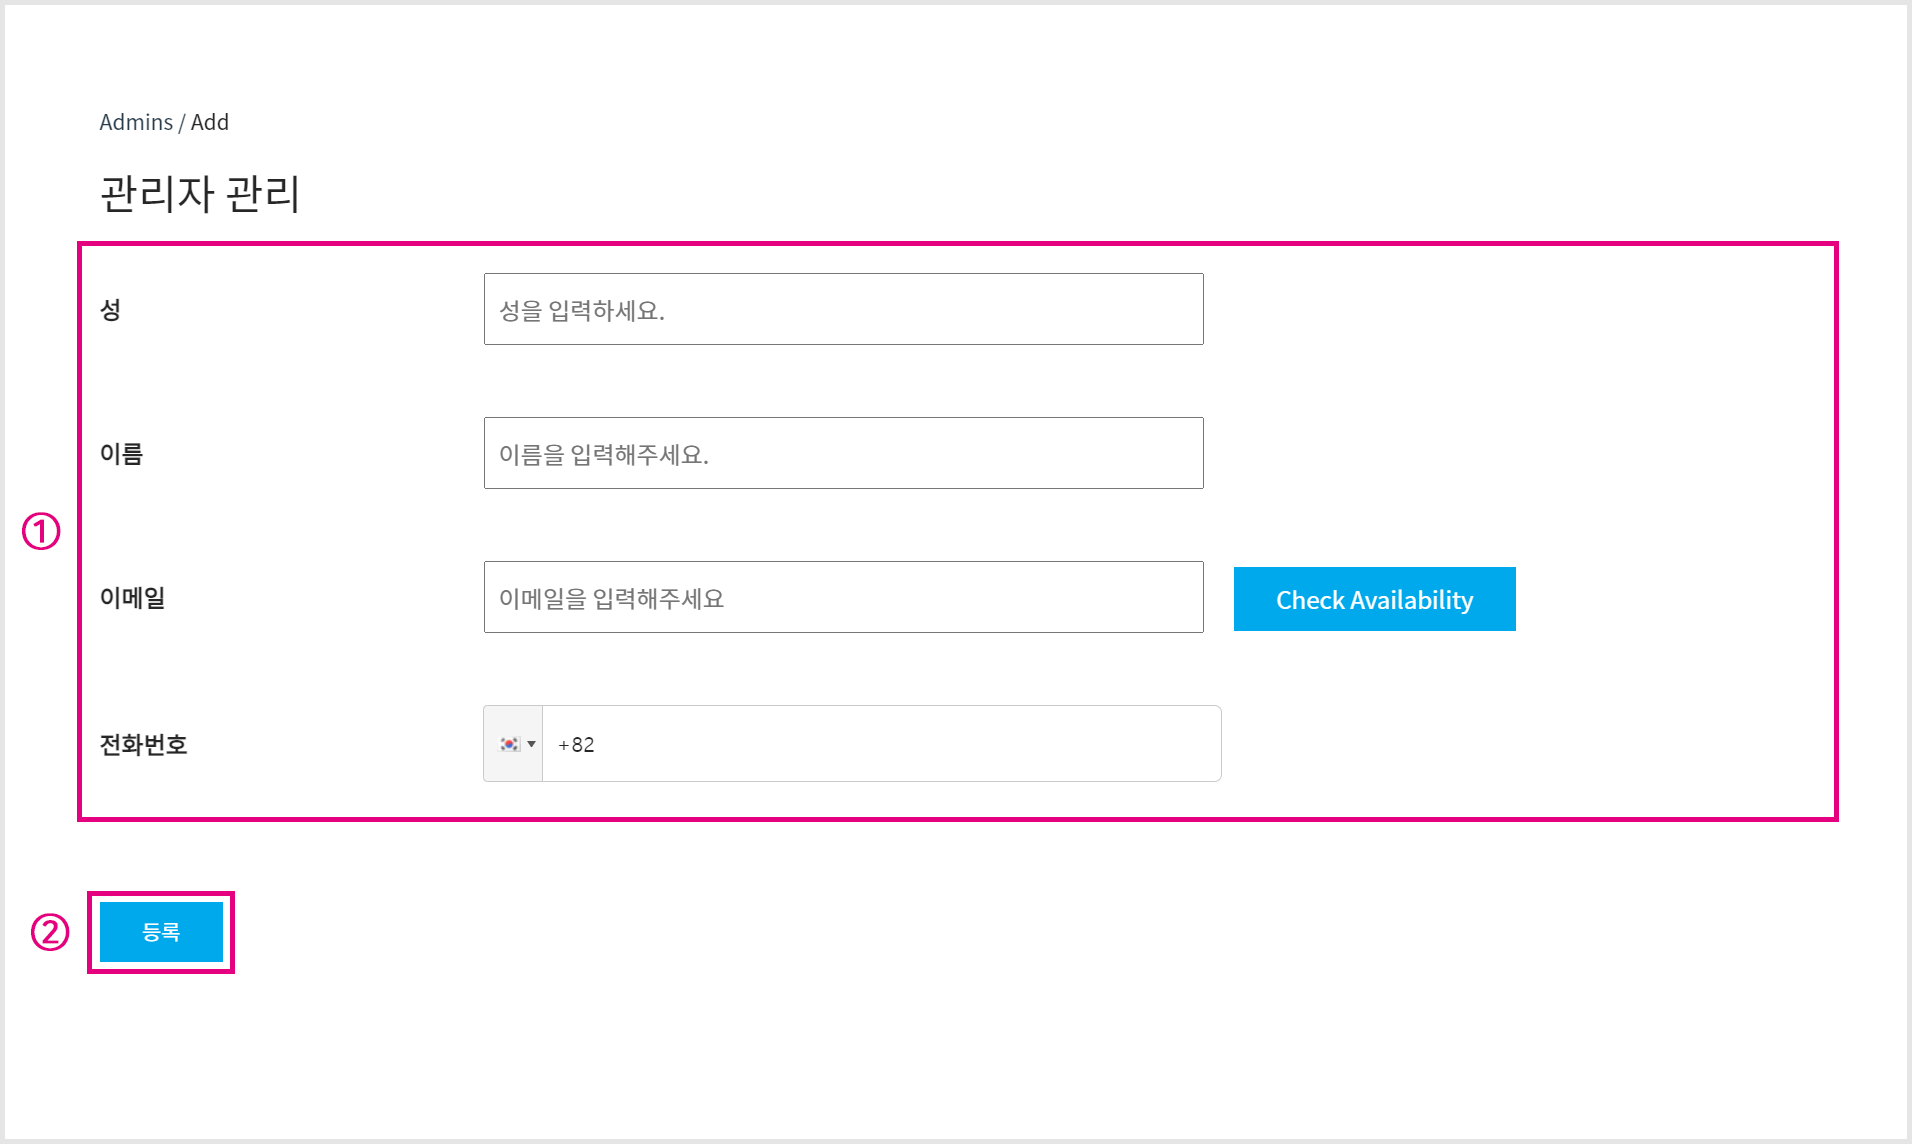 Admins / Add
관리자 관리
성
성을 입력하세요.
이름
이름을 입력해주세요.
①
이메일
이메일을 입력해주세요
Check Availability
전화번호
+82
②
등록